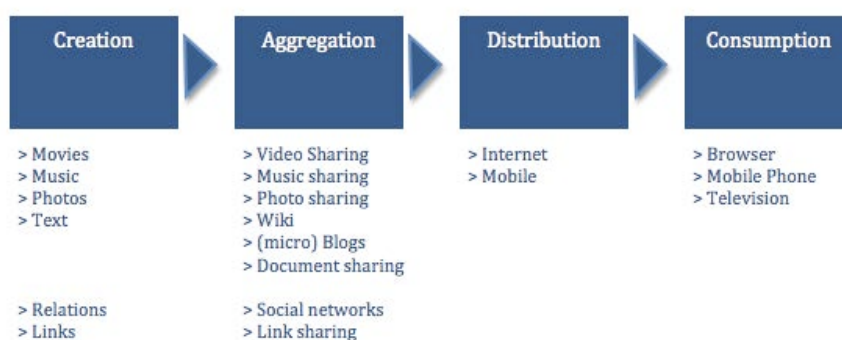 Creation
Aggregation
Distribution
Consumption
> Movies
> Music
> Photos
> Text
> Relations
> Links
> Video Sharing
> Music sharing
> Photo sharing
> Wiki
> (micro) Blogs
> Document sharing
> Social networks
> Link sharing
> Internet
> Mobile
> Browser
> Mobile Phone
> Television